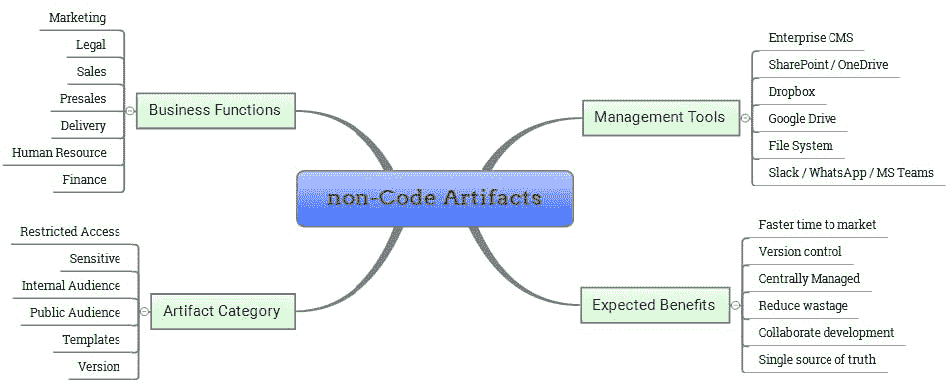 Marketing
Legal
Sales
Presales
Delivery
Human Resource
Finance
Business Functions
Restricted Access
Sensitive
Internal Audience
Public Audience
Templates
Version
Artifact Category
non-Code Artifacts
Management Tools
Enterprise CMS
SharePoint / OneDrive
Dropbox
Google Drive
File System
Slack / WhatsApp / MS Teams
Expected Benefits
Faster time to market
Version control
Centrally Managed
Reduce wastage
Collaborate development
Single source of truth